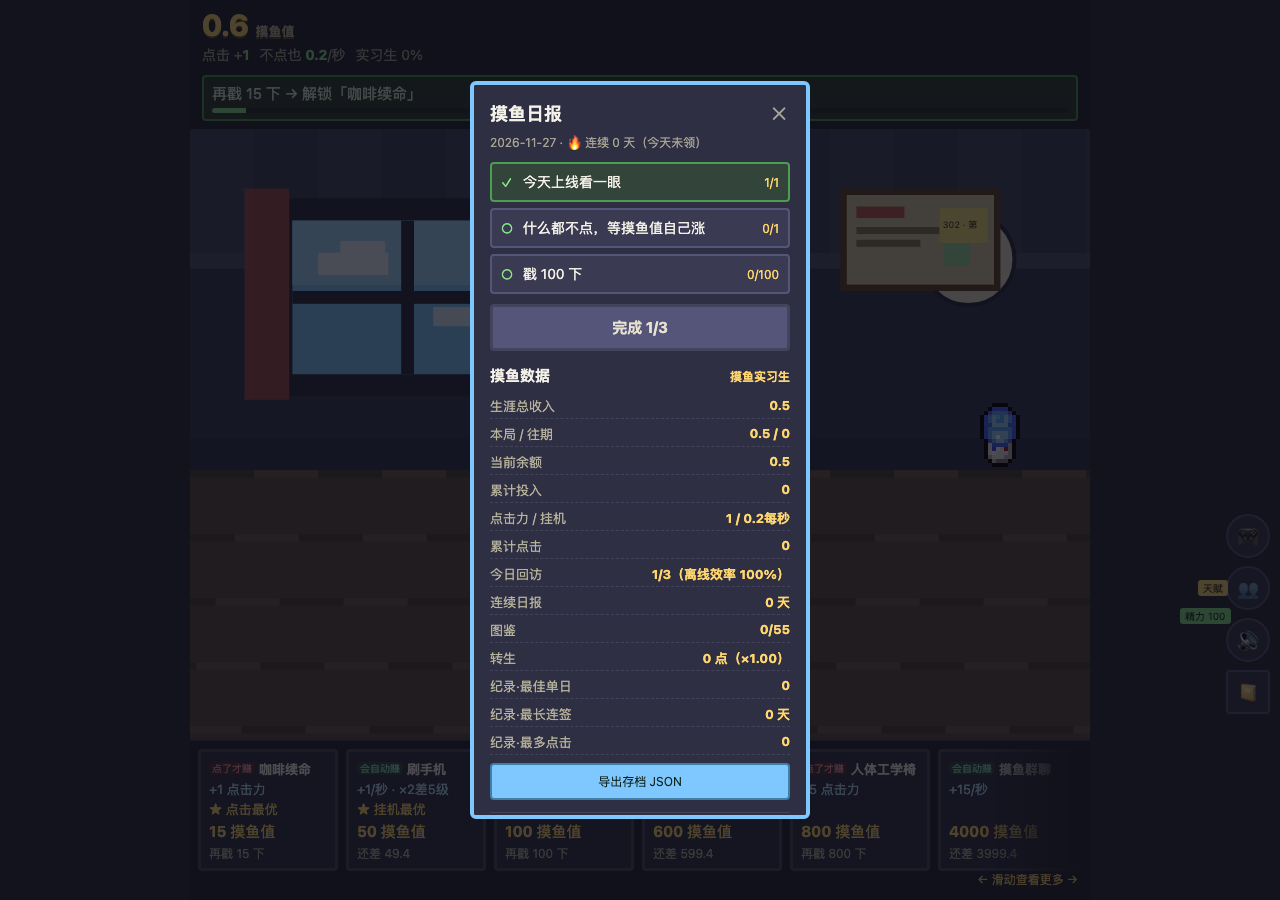 0.6 摸鱼值
点击 +1 不点也 0.2/秒 实习生 0%
再戳 15 下 → 解锁「咖啡续命」
摸鱼日报
2026-11-27 · 🔥 连续 0 天（今天未领）
✓ 今天上线看一眼 1/1
什么都不点，等摸鱼值自己涨 0/1
戳 100 下 0/100
完成 1/3
摸鱼数据 摸鱼实习生
生涯总收入 0.5
本局 / 往期 0.5 / 0
当前余额 0.5
累计投入 0
点击力 / 挂机 1 / 0.2每秒
累计点击 0
今日回访 1/3（离线效率 100%）
连续日报 0 天
图鉴 0/55
转生 0 点（×1.00）
纪录·最佳单日 0
纪录·最长连签 0 天
纪录·最多点击 0
导出存档 JSON
302 · 第
天赋
精力 100
点了才赚 咖啡续命
+1 点击力
★ 点击最优
15 摸鱼值
再戳 15 下
会自动赚 刷手机
+1/秒 · ×2差5级
★ 挂机最优
50 摸鱼值
还差 49.4
100 摸鱼值
再戳 100 下
600 摸鱼值
还差 599.4
点了才赚 人体工学椅
5 点击力
800 摸鱼值
再戳 800 下
会自动赚 摸鱼群聊
+15/秒
4000 摸鱼值
还差 3999.4
← 滑动查看更多 →